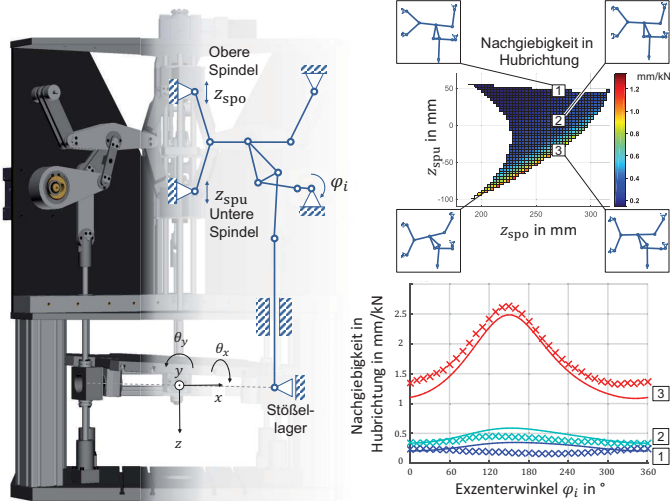 Obere
Spindel
z_spo
z_spu
Untere
Spindel
φ_i
θ_y
θ_x
y
x
z
Stößel-
lager
Nachgiebigkeit in
Hubrichtung
mm/kN
1.2
1.0
0.8
0.6
0.4
0.2
z_spu in mm
50
0
-50
-100
1
2
3
200
250
300
z_spo in mm
Nachgiebigkeit in
Hubrichtung in mm/kN
2.5
2
1.5
1
0.5
0
3
2
1
0
60
120
180
240
300
360
Exzenterwinkel φ_i in °